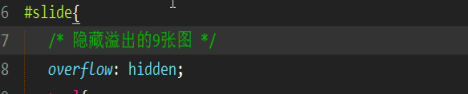 6 #slide{
7 /* 隐藏溢出的9张图 */
8 overflow: hidden;